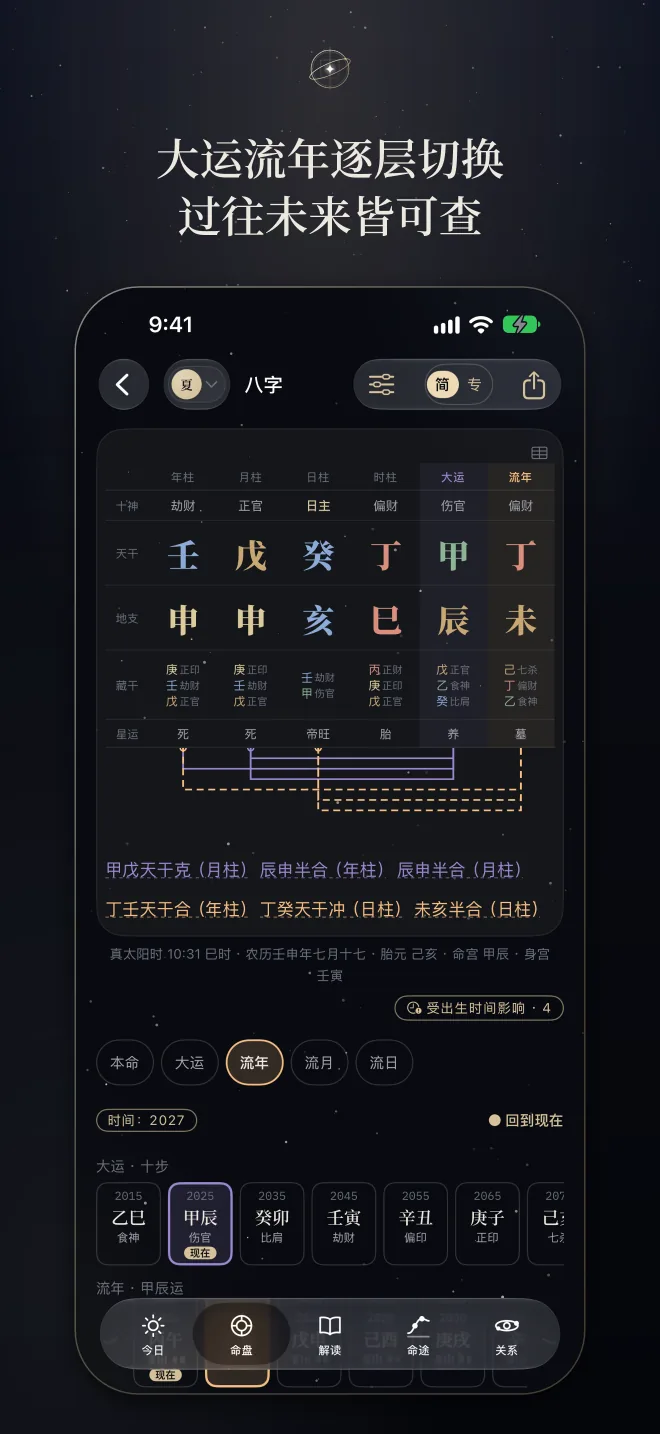 大运流年逐层切换
过往未来皆可查
9:41
夏 八字 简 专
年柱 月柱 日柱 时柱 大运 流年
十神 劫财 正官 日主 偏财 伤官 偏财
天干 壬 戊 癸 丁 甲 丁
地支 申 申 亥 巳 辰 未
藏干 庚正印 庚正印 壬劫财 丙正财 戊正官 己七杀
壬劫财 壬劫财 甲伤官 庚正印 乙食神 丁偏财
戊正官 戊正官 戊正官 癸比肩 乙食神
星运 死 死 帝旺 胎 养 墓
甲戊天干克（月柱） 辰申半合（年柱） 辰申半合（月柱）
丁壬天干合（年柱） 丁癸天干冲（日柱） 未亥半合（日柱）
真太阳时 10:31 巳时 · 农历壬申年七月十七 · 胎元 己亥 · 命宫 甲辰 · 身宫
壬寅
受出生时间影响 · 4
本命 大运 流年 流月 流日
时间：2027 回到现在
大运 · 十步
2015 2025 2035 2045 2055 2065 207
乙巳 甲辰 癸卯 壬寅 辛丑 庚子
食神 伤官 比肩 劫财 偏印 正印
现在
流年 · 甲辰运
今日 命盘 解读 命途 关系
现在